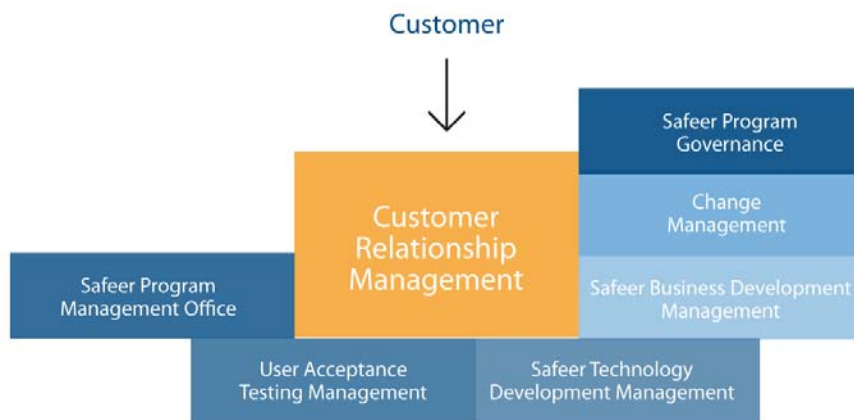 Customer
Safeer Program
Governance
Customer
Relationship
Management
Change
Management
Safeer Program
Management Office
Safeer Business Development
Management
User Acceptance
Testing Management
Safeer Technology
Development Management